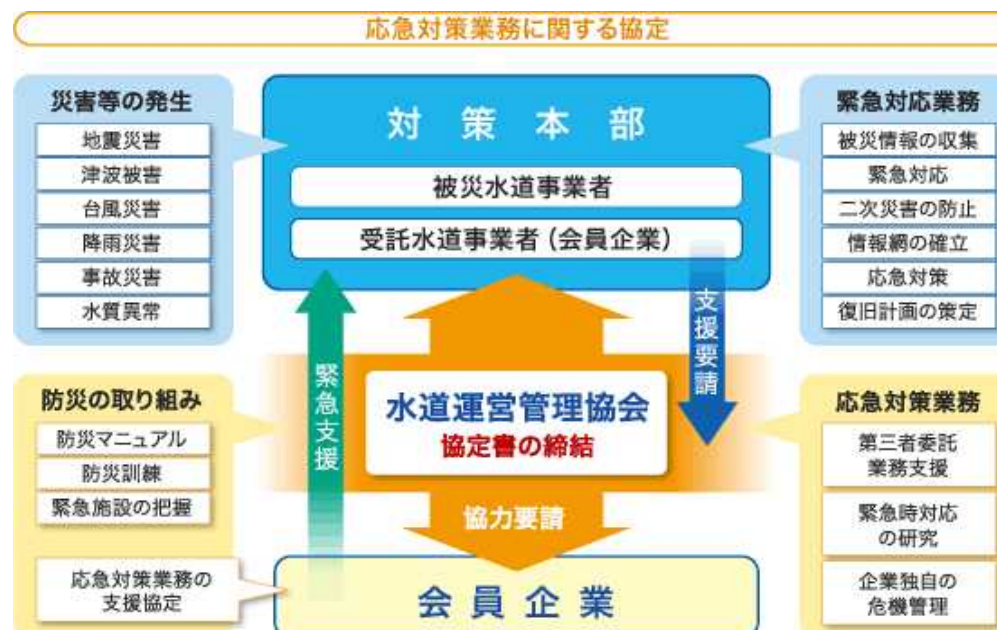 応急対策業務に関する協定
災害等の発生
地震災害
津波被害
台風災害
降雨災害
事故災害
水質異常
対策本部
被災水道事業者
受託水道事業者（会員企業）
緊急対応業務
被災情報の収集
緊急対応
二次災害の防止
情報網の確立
応急対策
復旧計画の策定
緊急支援
支援要請
防災の取り組み
防災マニュアル
防災訓練
緊急施設の把握
応急対策業務の
支援協定
水道運営管理協会
協定書の締結
協力要請
会員企業
応急対策業務
第三者委託
業務支援
緊急時対応
の研究
企業独自の
危機管理